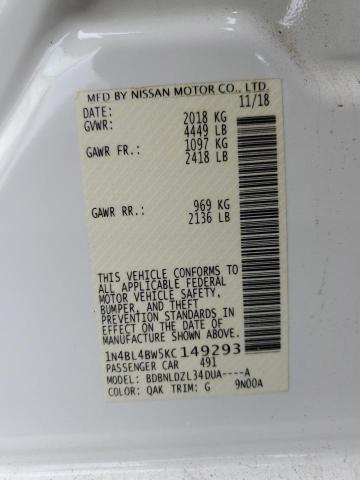 MFD BY NISSAN MOTOR CO., LTD.
DATE: 11/18
GVWR: 2018 KG
4449 LB
GAWR FR.: 1097 KG
2418 LB
GAWR RR.: 969 KG
2136 LB
THIS VEHICLE CONFORMS TO
ALL APPLICABLE FEDERAL
MOTOR VEHICLE SAFETY,
BUMPER, AND THEFT
PREVENTION STANDARDS IN
EFFECT ON THE DATE OF
MANUFACTURE SHOWN ABOVE.
1N4BL4BW5KC149293
PASSENGER CAR 491
MODEL: BDBNLDZL34DUA----A
COLOR: QAK TRIM: G 9N00A